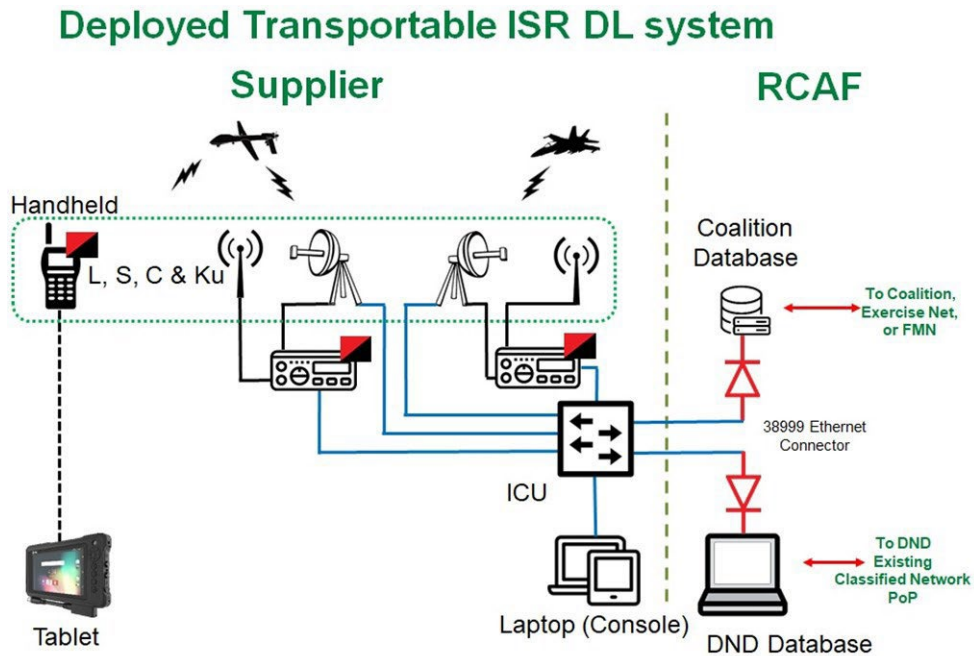 Deployed Transportable ISR DL system
Supplier
RCAF
Handheld
L, S, C & Ku
Coalition
Database
To Coalition,
Exercise Net,
or FMN
38999 Ethernet
Connector
ICU
To DND
Existing
Classified Network
PoP
Tablet
Laptop (Console)
DND Database